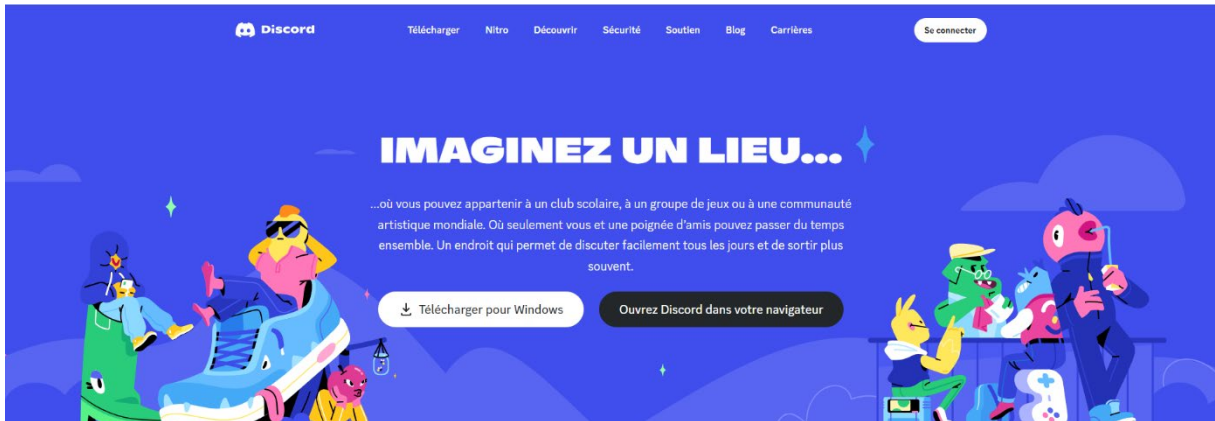 Discord
Télécharger Nitro Découvrir Sécurité Soutien Blog Carrières
Se connecter
IMAGINEZ UN LIEU...
...où vous pouvez appartenir à un club scolaire, à un groupe de jeux ou à une communauté
artistique mondiale. Où seulement vous et une poignée d'amis pouvez passer du temps
ensemble. Un endroit qui permet de discuter facilement tous les jours et de sortir plus
souvent.
Télécharger pour Windows
Ouvrez Discord dans votre navigateur